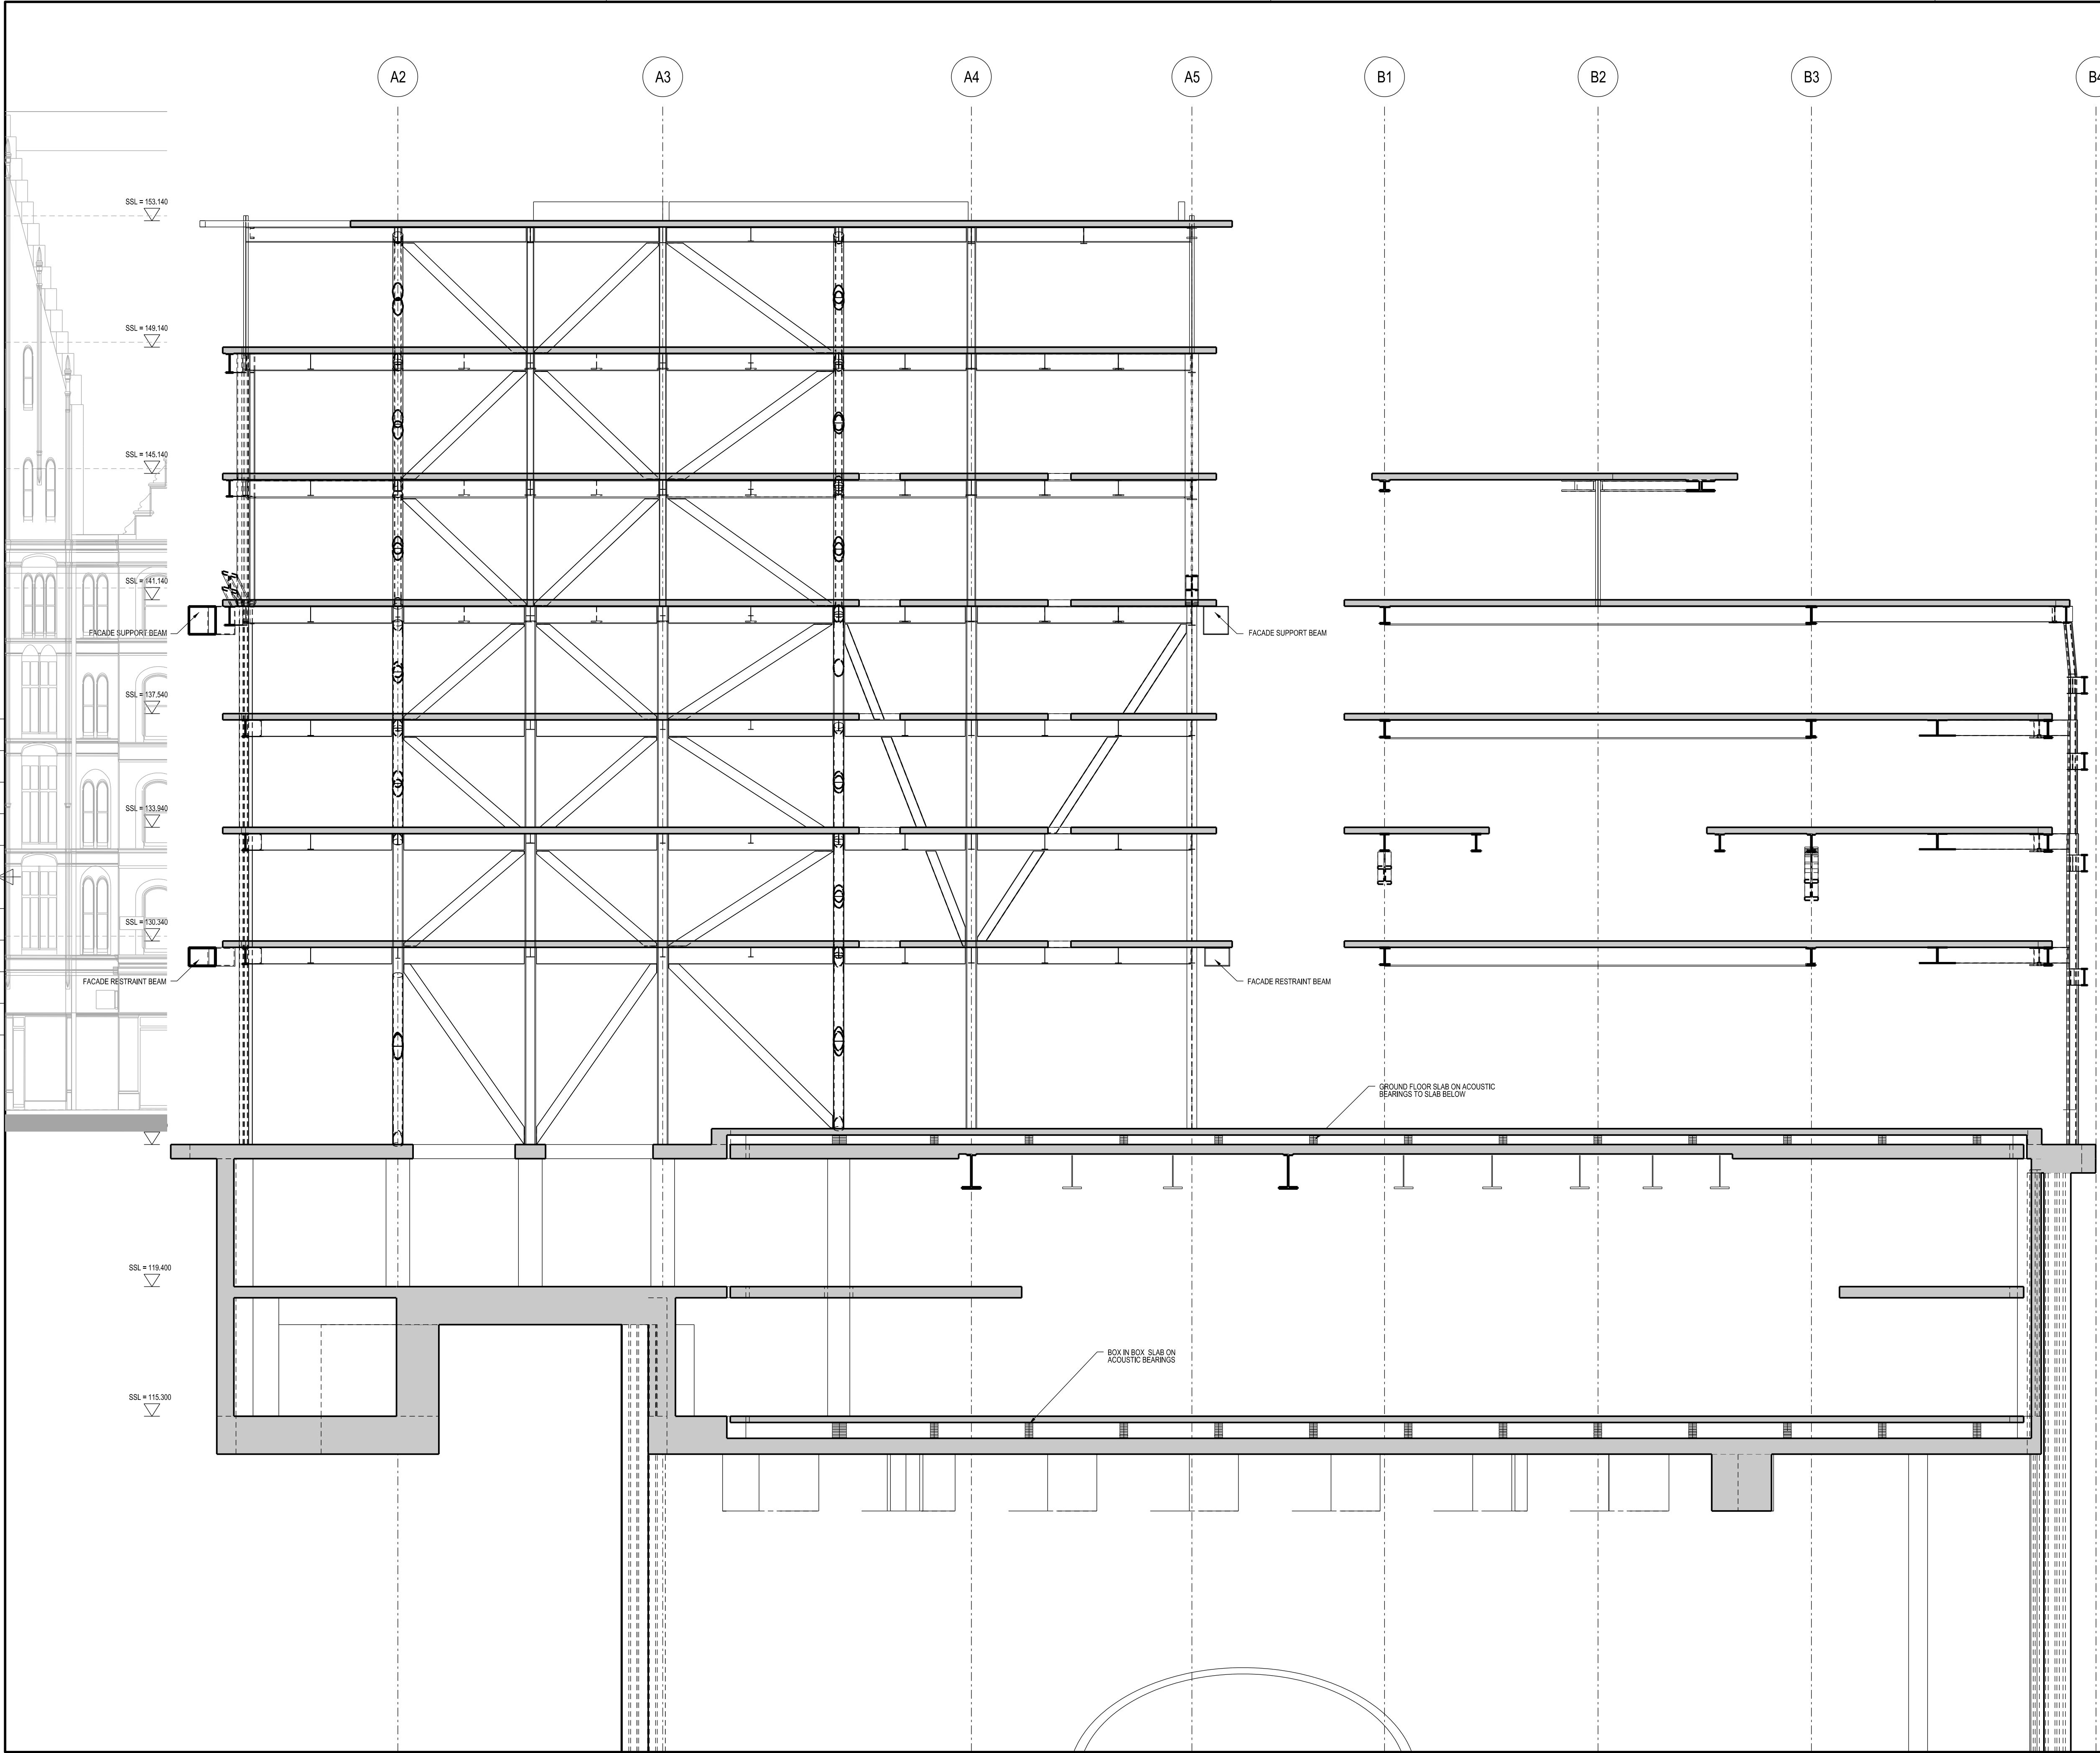 A2
A3
A4
A5
B1
B2
B3
B4
SSL = 153.140
SSL = 149.140
SSL = 145.140
SSL = 141.140
FACADE SUPPORT BEAM
FACADE SUPPORT BEAM
SSL = 137.540
SSL = 133.940
SSL = 130.340
FACADE RESTRAINT BEAM
FACADE RESTRAINT BEAM
GROUND FLOOR SLAB ON ACOUSTIC
BEARINGS TO SLAB BELOW
SSL = 119.400
BOX IN BOX SLAB ON
ACOUSTIC BEARINGS
SSL = 115.300